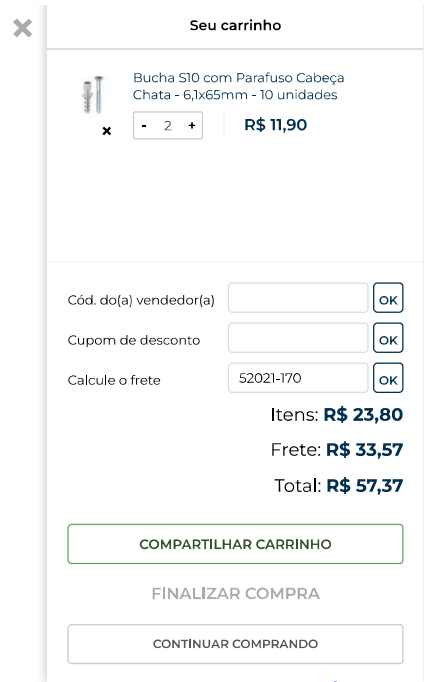 Seu carrinho
Bucha S10 com Parafuso Cabeça
Chata - 6,1x65mm - 10 unidades
- 2 + R$ 11,90
Cód. do(a) vendedor(a) OK
Cupom de desconto OK
Calcule o frete 52021-170 OK
Itens: R$ 23,80
Frete: R$ 33,57
Total: R$ 57,37
COMPARTILHAR CARRINHO
FINALIZAR COMPRA
CONTINUAR COMPRANDO